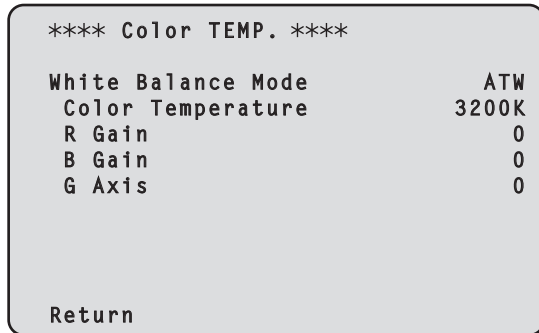 **** Color TEMP. ****
White Balance Mode ATW
Color Temperature 3200K
R Gain 0
B Gain 0
G Axis 0
Return